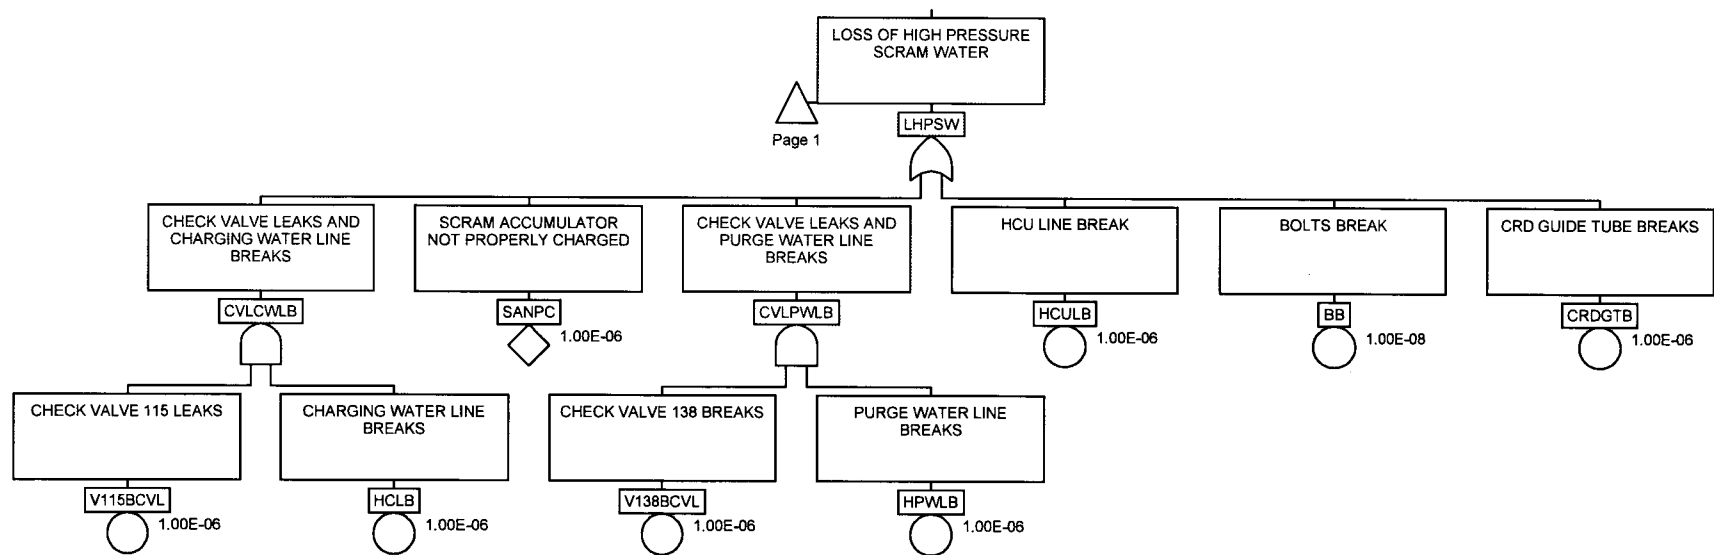 LOSS OF HIGH PRESSURE
SCRAM WATER
Page 1
LHPSW
CHECK VALVE LEAKS AND
CHARGING WATER LINE
BREAKS
SCRAM ACCUMULATOR
NOT PROPERLY CHARGED
CHECK VALVE LEAKS AND
PURGE WATER LINE
BREAKS
HCU LINE BREAK
BOLTS BREAK
CRD GUIDE TUBE BREAKS
CVLCWLB
SANPC
1.00E-06
CVLPWLB
HCULB
1.00E-06
BB
1.00E-08
CRDGTB
1.00E-06
CHECK VALVE 115 LEAKS
CHARGING WATER LINE
BREAKS
CHECK VALVE 138 BREAKS
PURGE WATER LINE
BREAKS
V115BCVL
1.00E-06
HCLB
1.00E-06
V138BCVL
1.00E-06
HPWLB
1.00E-06